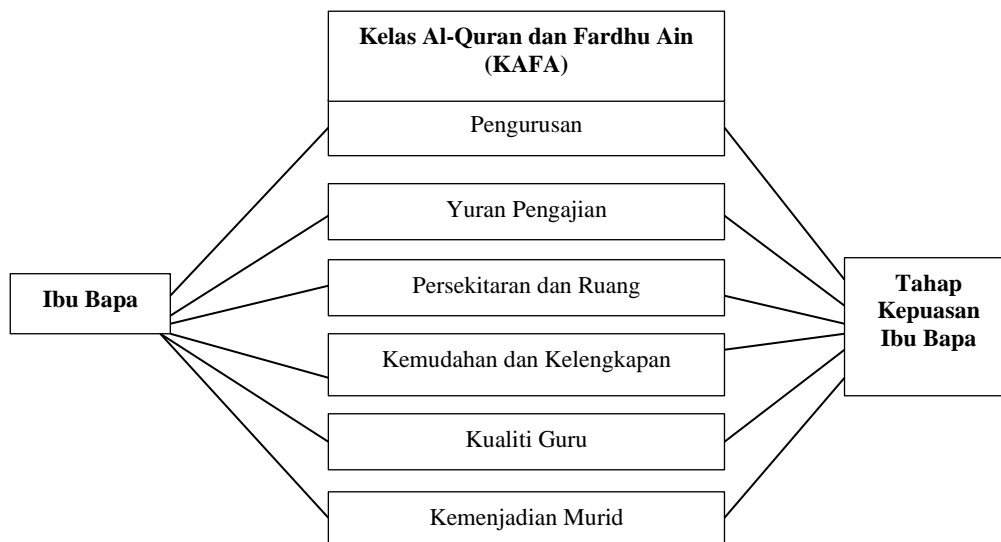 Kelas Al-Quran dan Fardhu Ain
(KAFA)
Pengurusan
Yuran Pengajian
Ibu Bapa
Persekitaran dan Ruang
Kemudahan dan Kelengkapan
Kualiti Guru
Kemenjadian Murid
Tahap
Kepuasan
Ibu Bapa